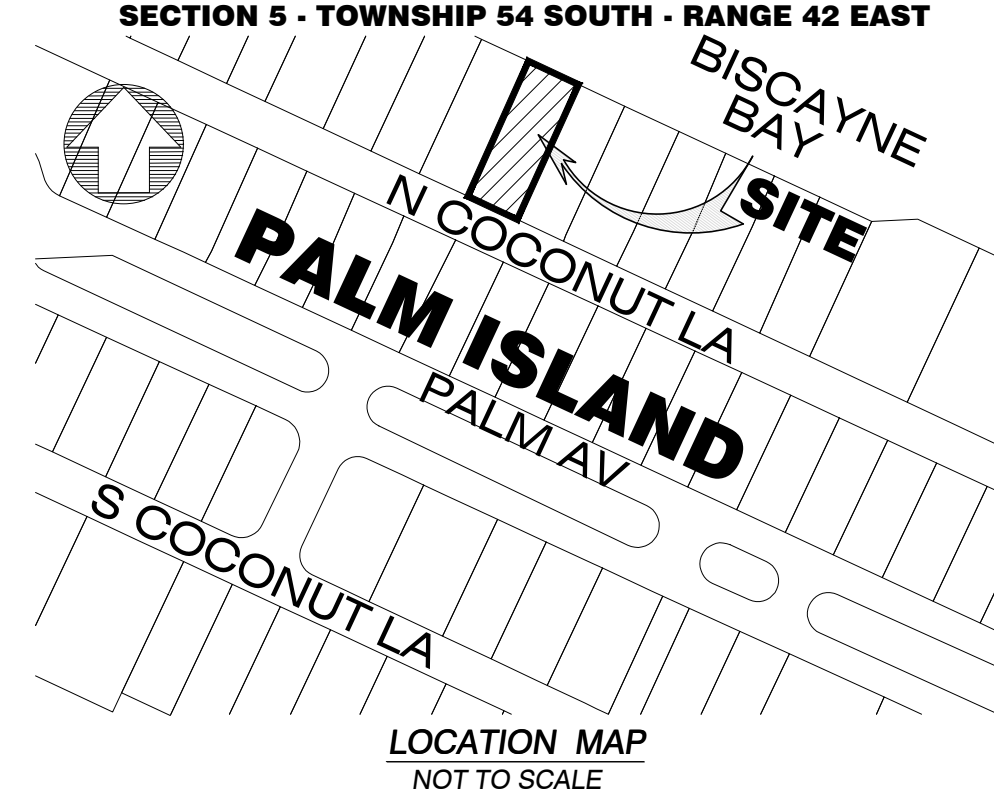 SECTION 5 - TOWNSHIP 54 SOUTH - RANGE 42 EAST
BISCAYNE
BAY
SITE
N COCONUT LA
PALM ISLAND
PALM AV
S COCONUT LA
LOCATION MAP
NOT TO SCALE